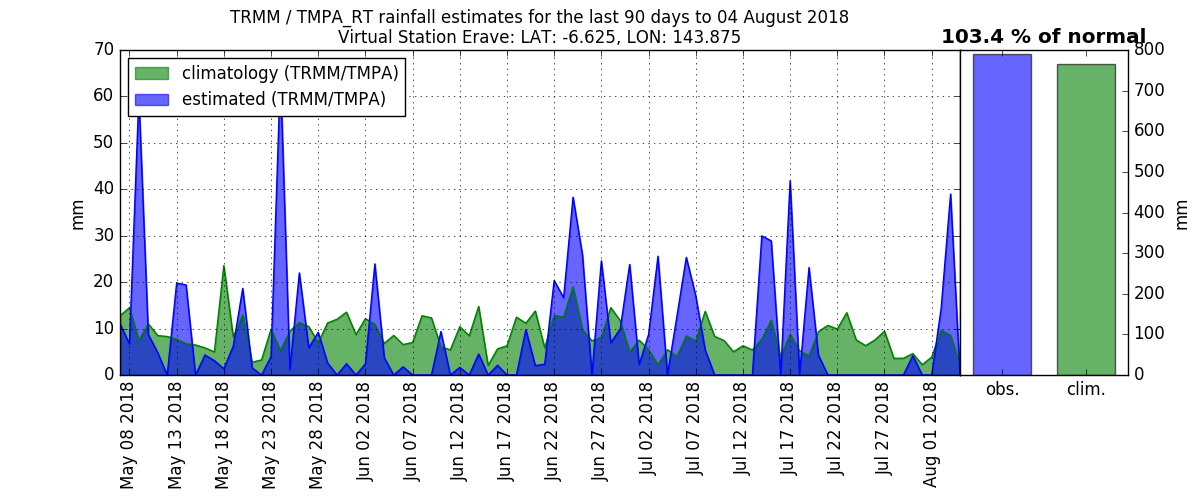 TRMM / TMPA_RT rainfall estimates for the last 90 days to 04 August 2018
Virtual Station Erave: LAT: -6.625, LON: 143.875
103.4 % of normal
climatology (TRMM/TMPA)
estimated (TRMM/TMPA)
70
60
50
40
30
20
10
0
mm
May 08 2018
May 13 2018
May 18 2018
May 23 2018
May 28 2018
Jun 02 2018
Jun 07 2018
Jun 12 2018
Jun 17 2018
Jun 22 2018
Jun 27 2018
Jul 02 2018
Jul 07 2018
Jul 12 2018
Jul 17 2018
Jul 22 2018
Jul 27 2018
Aug 01 2018
obs.
clim.
800
700
600
500
400
300
200
100
0
mm